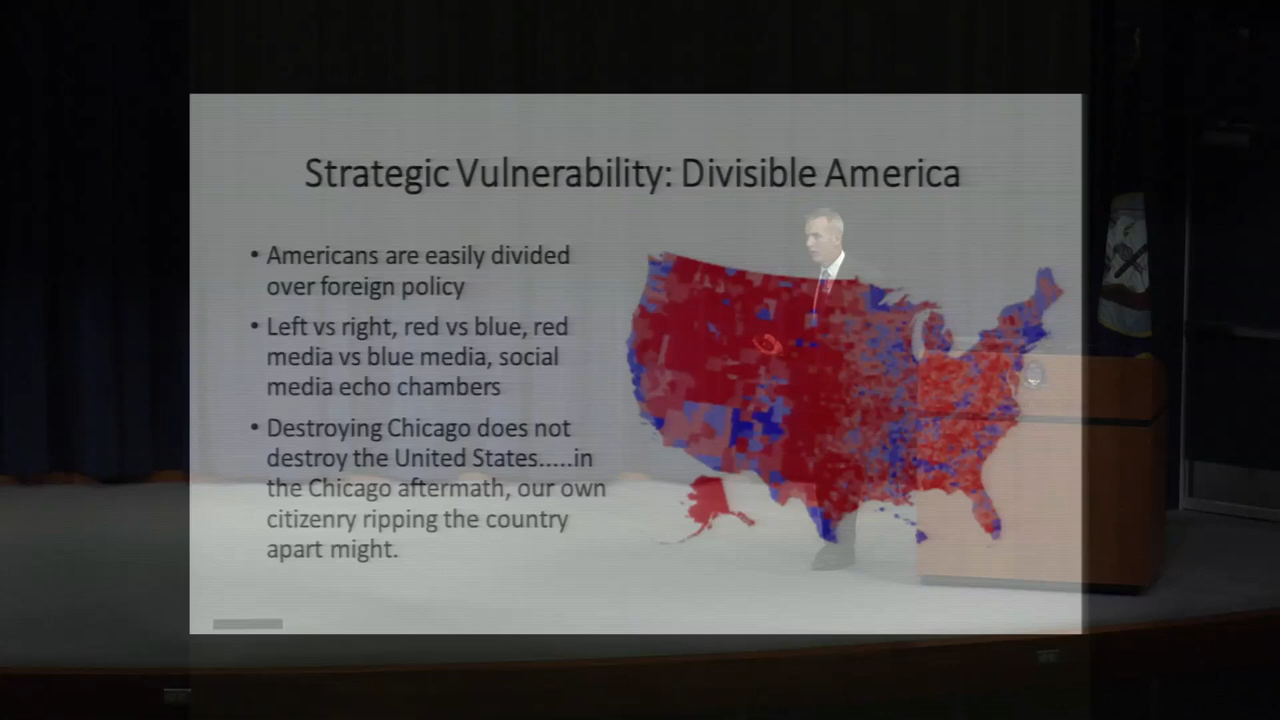 Strategic Vulnerability: Divisible America
• Americans are easily divided
over foreign policy
• Left vs right, red vs blue, red
media vs blue media, social
media echo chambers
• Destroying Chicago does not
destroy the United States.....in
the Chicago aftermath, our own
citizenry ripping the country
apart might.